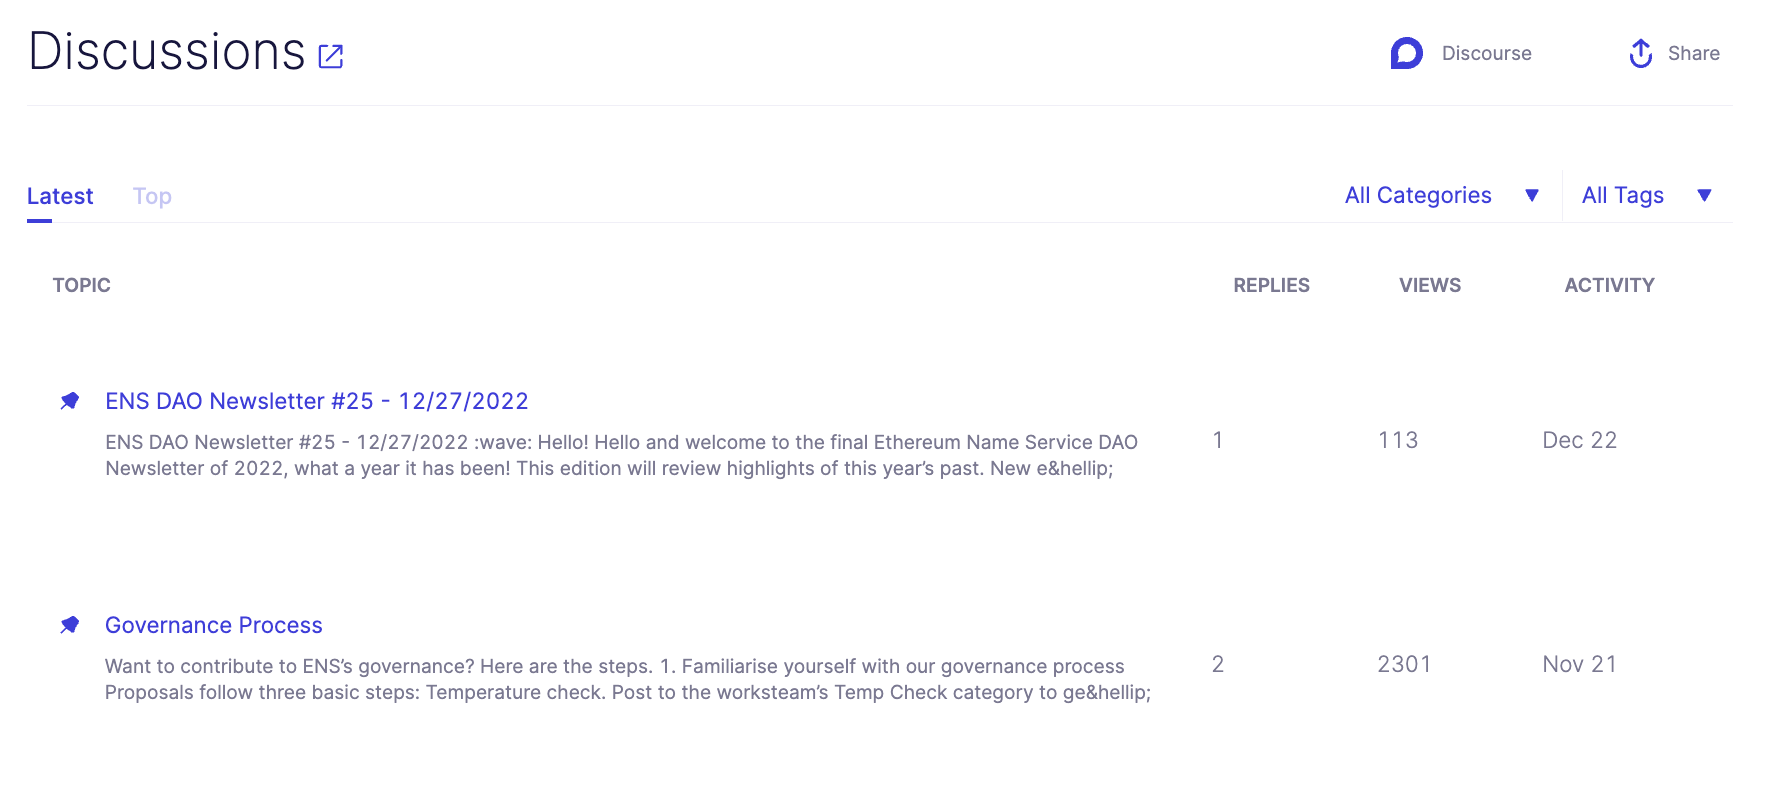 Discussions
Discourse
Share
Latest
Top
All Categories
All Tags
TOPIC
REPLIES
VIEWS
ACTIVITY
ENS DAO Newsletter #25 - 12/27/2022
ENS DAO Newsletter #25 - 12/27/2022 :wave: Hello! Hello and welcome to the final Ethereum Name Service DAO
Newsletter of 2022, what a year it has been! This edition will review highlights of this year’s past. New e&hellip;
1
113
Dec 22
Governance Process
Want to contribute to ENS’s governance? Here are the steps. 1. Familiarise yourself with our governance process
Proposals follow three basic steps: Temperature check. Post to the worksteam’s Temp Check category to ge&hellip;
2
2301
Nov 21